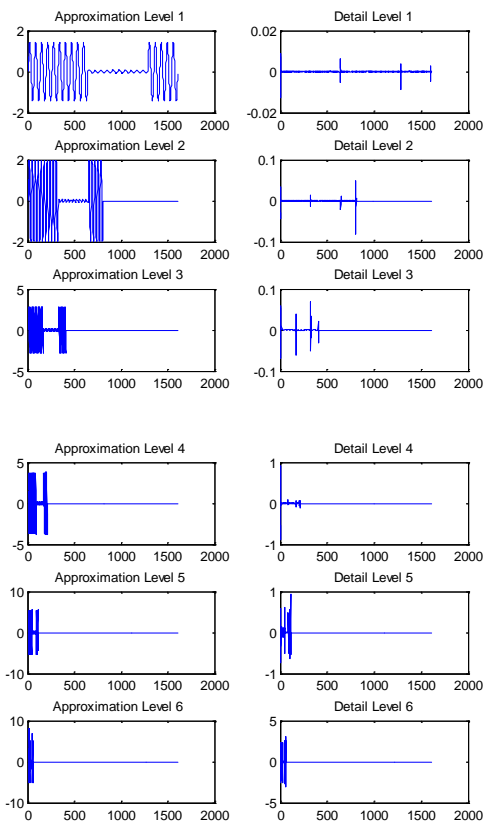 Approximation Level 1
Detail Level 1
2
0
-2
0 500 1000 1500 2000
0.02
0
-0.02
0 500 1000 1500 2000
Approximation Level 2
Detail Level 2
2
0
-2
0 500 1000 1500 2000
0.1
0
-0.1
0 500 1000 1500 2000
Approximation Level 3
Detail Level 3
5
0
-5
0 500 1000 1500 2000
0.1
0
-0.1
0 500 1000 1500 2000
Approximation Level 4
Detail Level 4
5
0
-5
0 500 1000 1500 2000
1
0
-1
0 500 1000 1500 2000
Approximation Level 5
Detail Level 5
10
0
-10
0 500 1000 1500 2000
1
0
-1
0 500 1000 1500 2000
Approximation Level 6
Detail Level 6
10
0
-10
0 500 1000 1500 2000
5
0
-5
0 500 1000 1500 2000